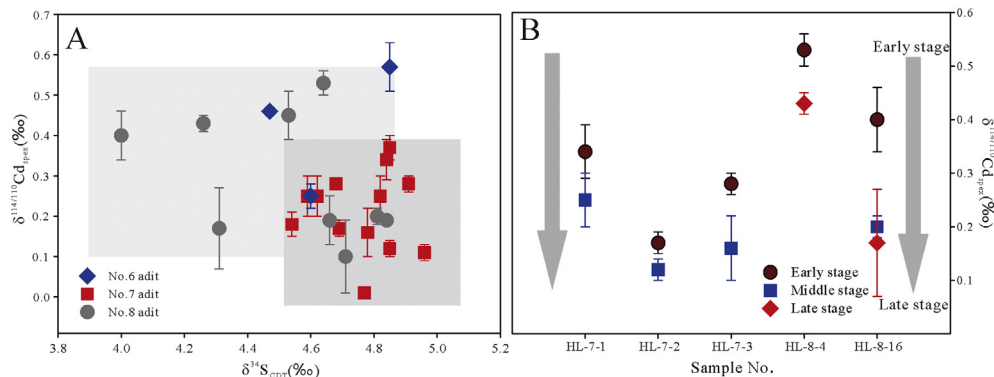 A
δ114/110Cdspex(‰)
0.7
0.6
0.5
0.4
0.3
0.2
0.1
0.0
No.6 adit
No.7 adit
No.8 adit
3.8 4.0 4.2 4.4 4.6 4.8 5.0 5.2
δ34SCDT(‰)
B
Early stage
Late stage
Early stage
Middle stage
Late stage
0.6
0.5
0.4
0.3
0.2
0.1
δ114/110Cdspex(‰)
HL-7-1 HL-7-2 HL-7-3 HL-8-4 HL-8-16
Sample No.